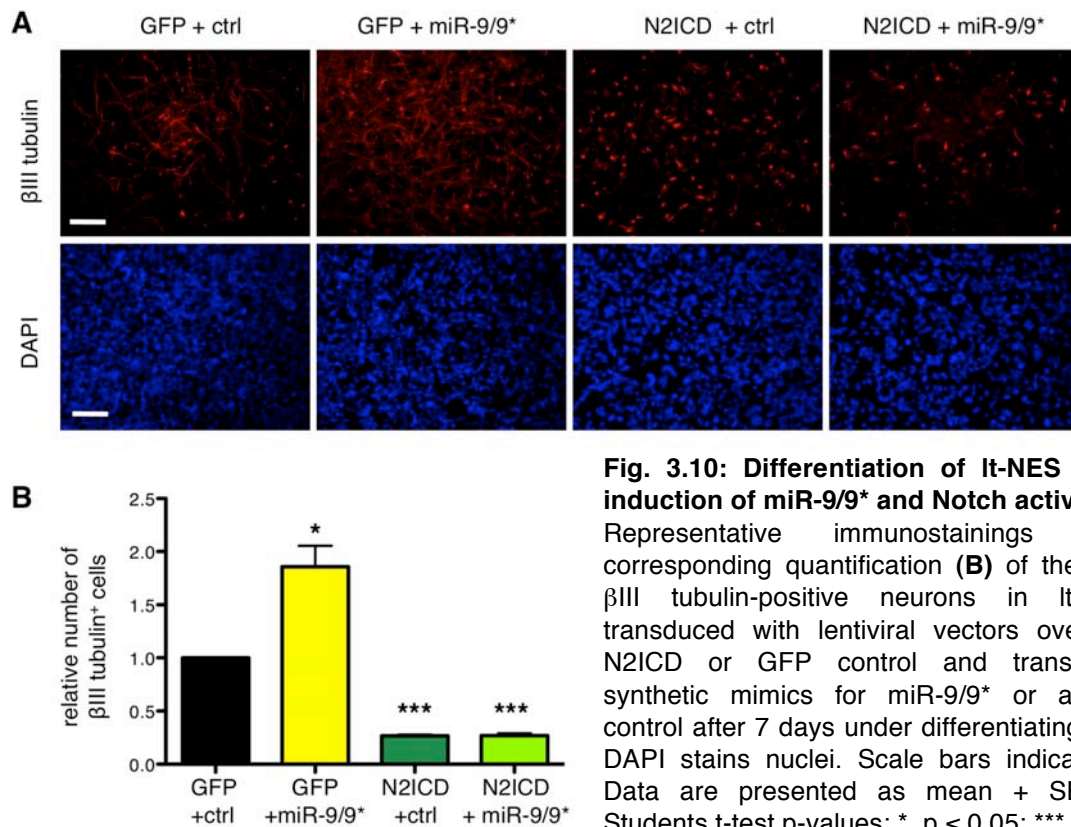 A
GFP + ctrl
GFP + miR-9/9*
N2ICD + ctrl
N2ICD + miR-9/9*
βIII tubulin
DAPI
B
relative number of
βIII tubulin⁺ cells
2.5
2.0
1.5
1.0
0.5
0.0
*
***
***
GFP
+ctrl
GFP
+miR-9/9*
N2ICD
+ctrl
N2ICD
+ miR-9/9*
Fig. 3.10: Differentiation of lt-NES
induction of miR-9/9* and Notch activ
Representative immunostainings
corresponding quantification (B) of the
βIII tubulin-positive neurons in lt
transduced with lentiviral vectors ove
N2ICD or GFP control and trans
synthetic mimics for miR-9/9* or a
control after 7 days under differentiating
DAPI stains nuclei. Scale bars indica
Data are presented as mean + S
Students t-test p-values: *, p ≤ 0.05; ***